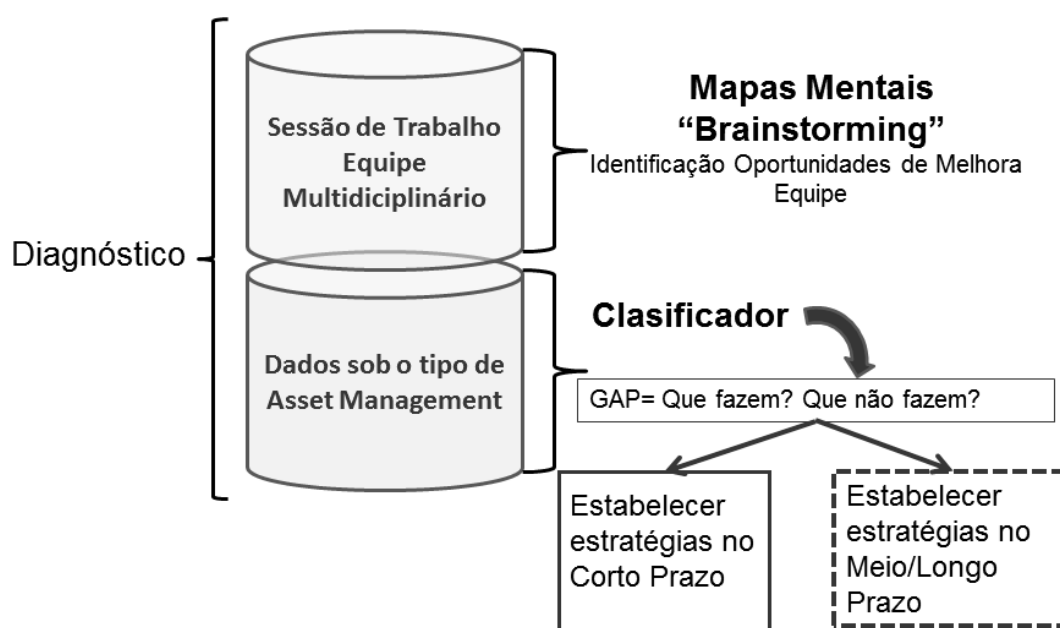 Diagnóstico
Sessão de Trabalho
Equipe
Multidiciplinário
Mapas Mentais
“Brainstorming”
Identificação Oportunidades de Melhora
Equipe
Dados sob o tipo de
Asset Management
Clasificador
GAP= Que fazem? Que não fazem?
Estabelecer
estratégias no
Corto Prazo
Estabelecer
estratégias no
Meio/Longo
Prazo